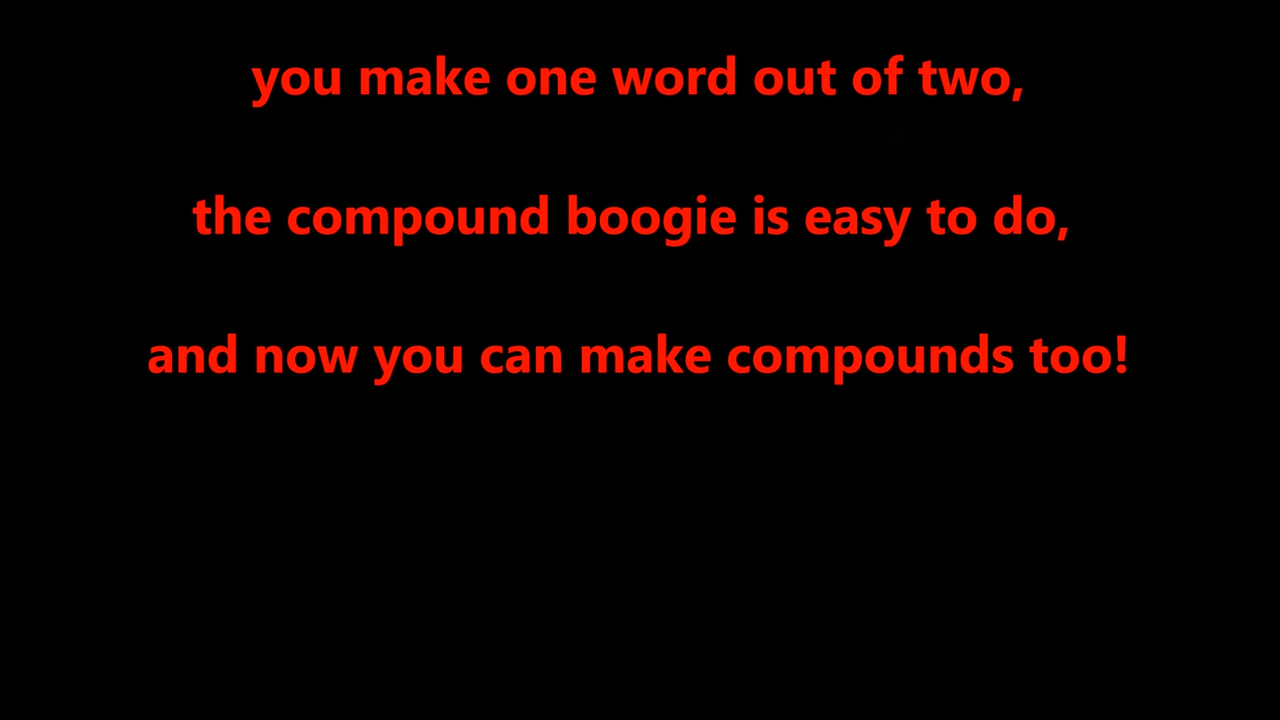 you make one word out of two,
the compound boogie is easy to do,
and now you can make compounds too!